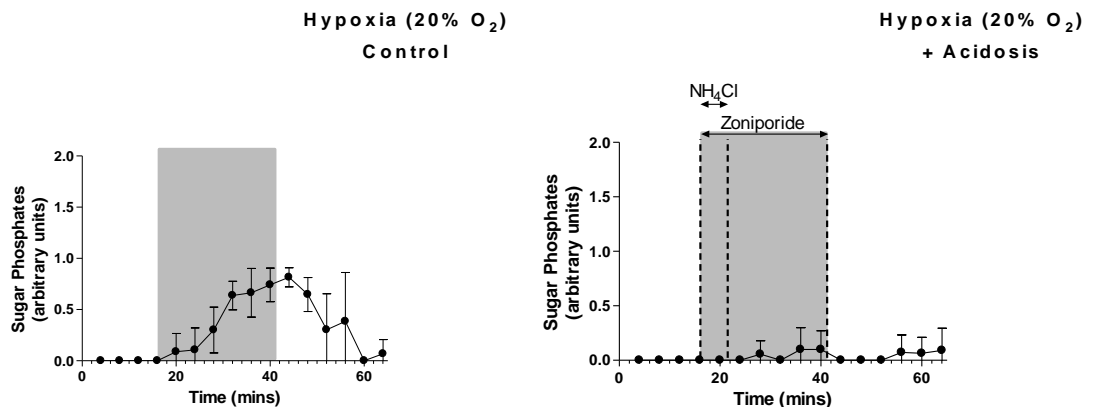 Hypoxia (20% O₂)
Control
2.0
1.5
1.0
0.5
0.0
0 20 40 60
Sugar Phosphates
(arbitrary units)
Time (mins)
Hypoxia (20% O₂)
+ Acidosis
NH₄Cl
Zoniporide
2.0
1.5
1.0
0.5
0.0
0 20 40 60
Sugar Phosphates
(arbitrary units)
Time (mins)